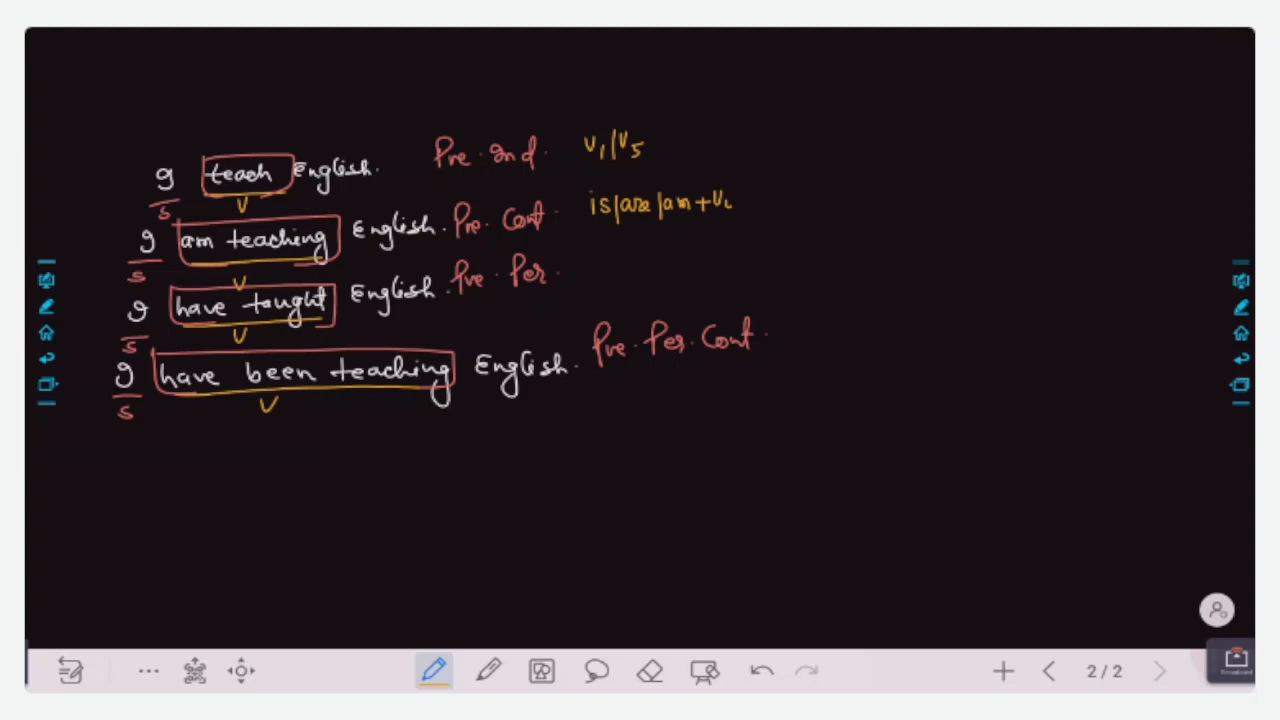 I teach English. Pre. Ind. V1/V5
S V
I am teaching English. Pre. Cont. is/are/am+V4
S V
I have taught English. Pre. Per.
S V
I have been teaching English. Pre. Per. Cont.
S V
2/2